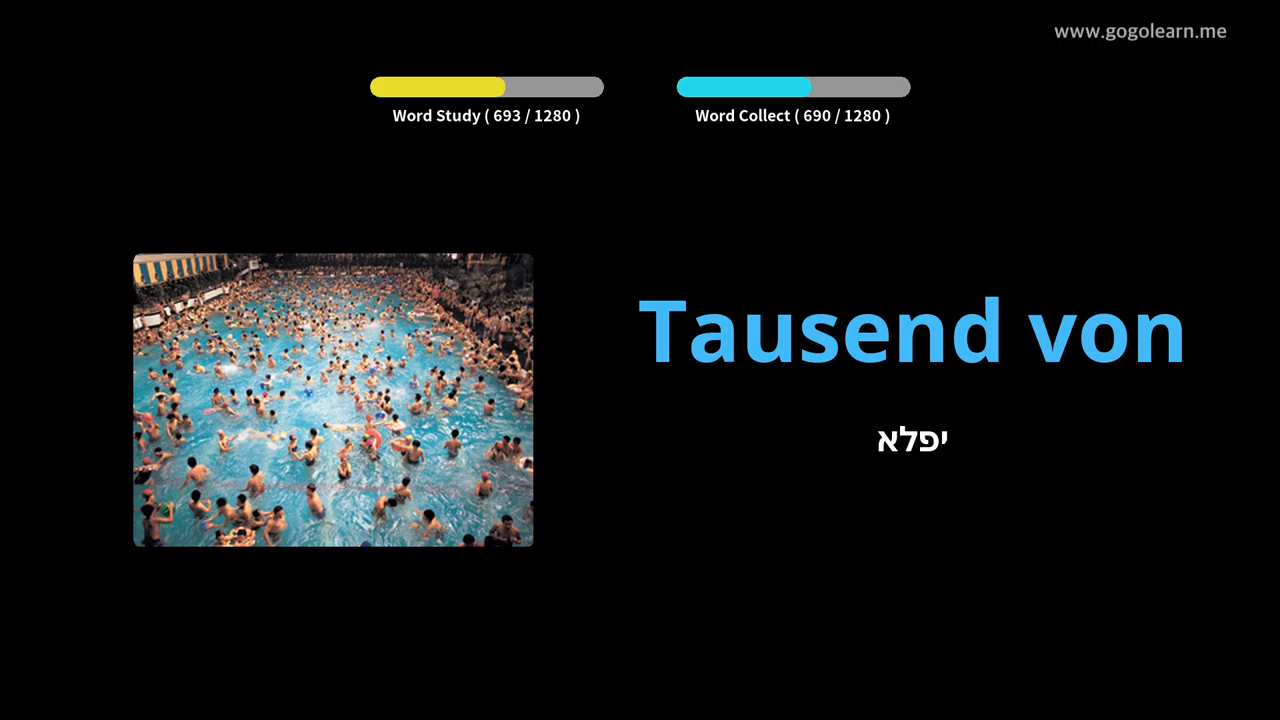 www.gogolearn.me
Word Study ( 693 / 1280 )
Word Collect ( 690 / 1280 )
Tausend von
יפלא